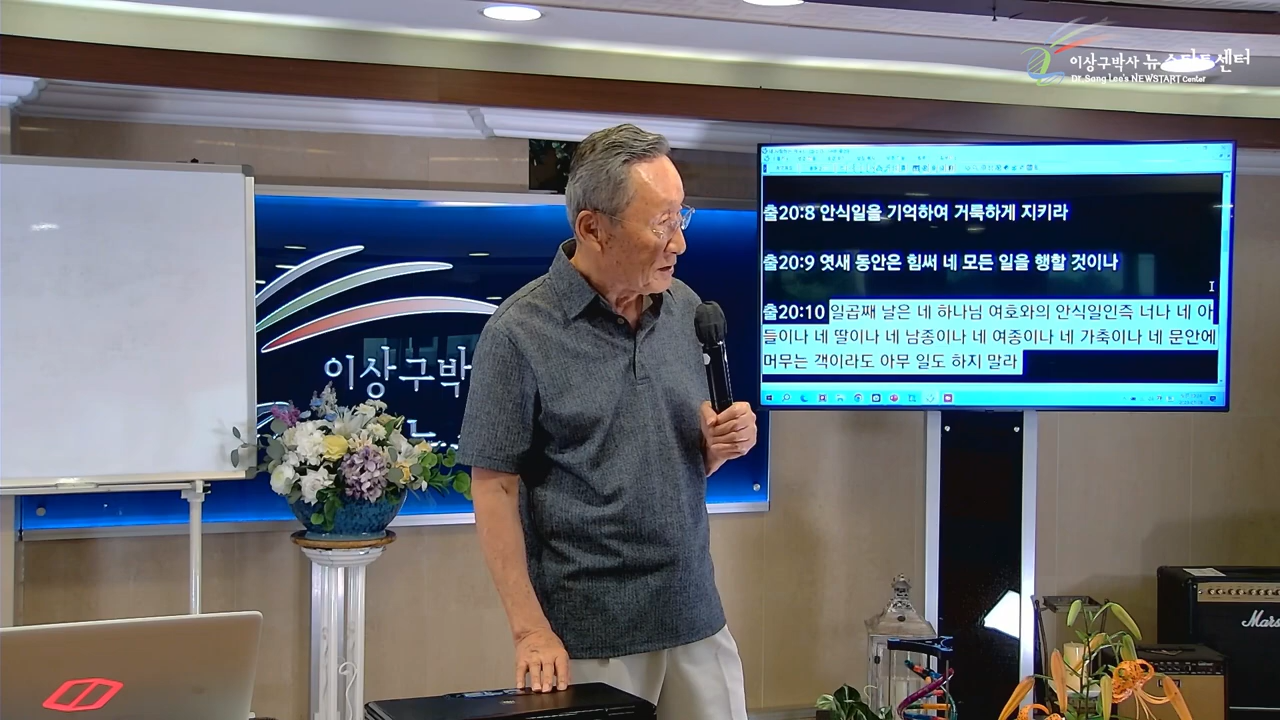 이상구박사 뉴스타트센터
Dr. Sang Lee's NEWSTART Center
출20:8 안식일을 기억하여 거룩하게 지키라
출20:9 엿새 동안은 힘써 네 모든 일을 행할 것이나
출20:10 일곱째 날은 네 하나님 여호와의 안식일인즉 너나 네 아
들이나 네 딸이나 네 남종이나 네 여종이나 네 가축이나 네 문안에
머무는 객이라도 아무 일도 하지 말라
이상구박
Mars